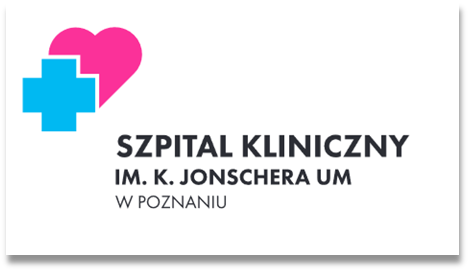 SZPITAL KLINICZNY
IM. K. JONSCHERA UM
W POZNANIU